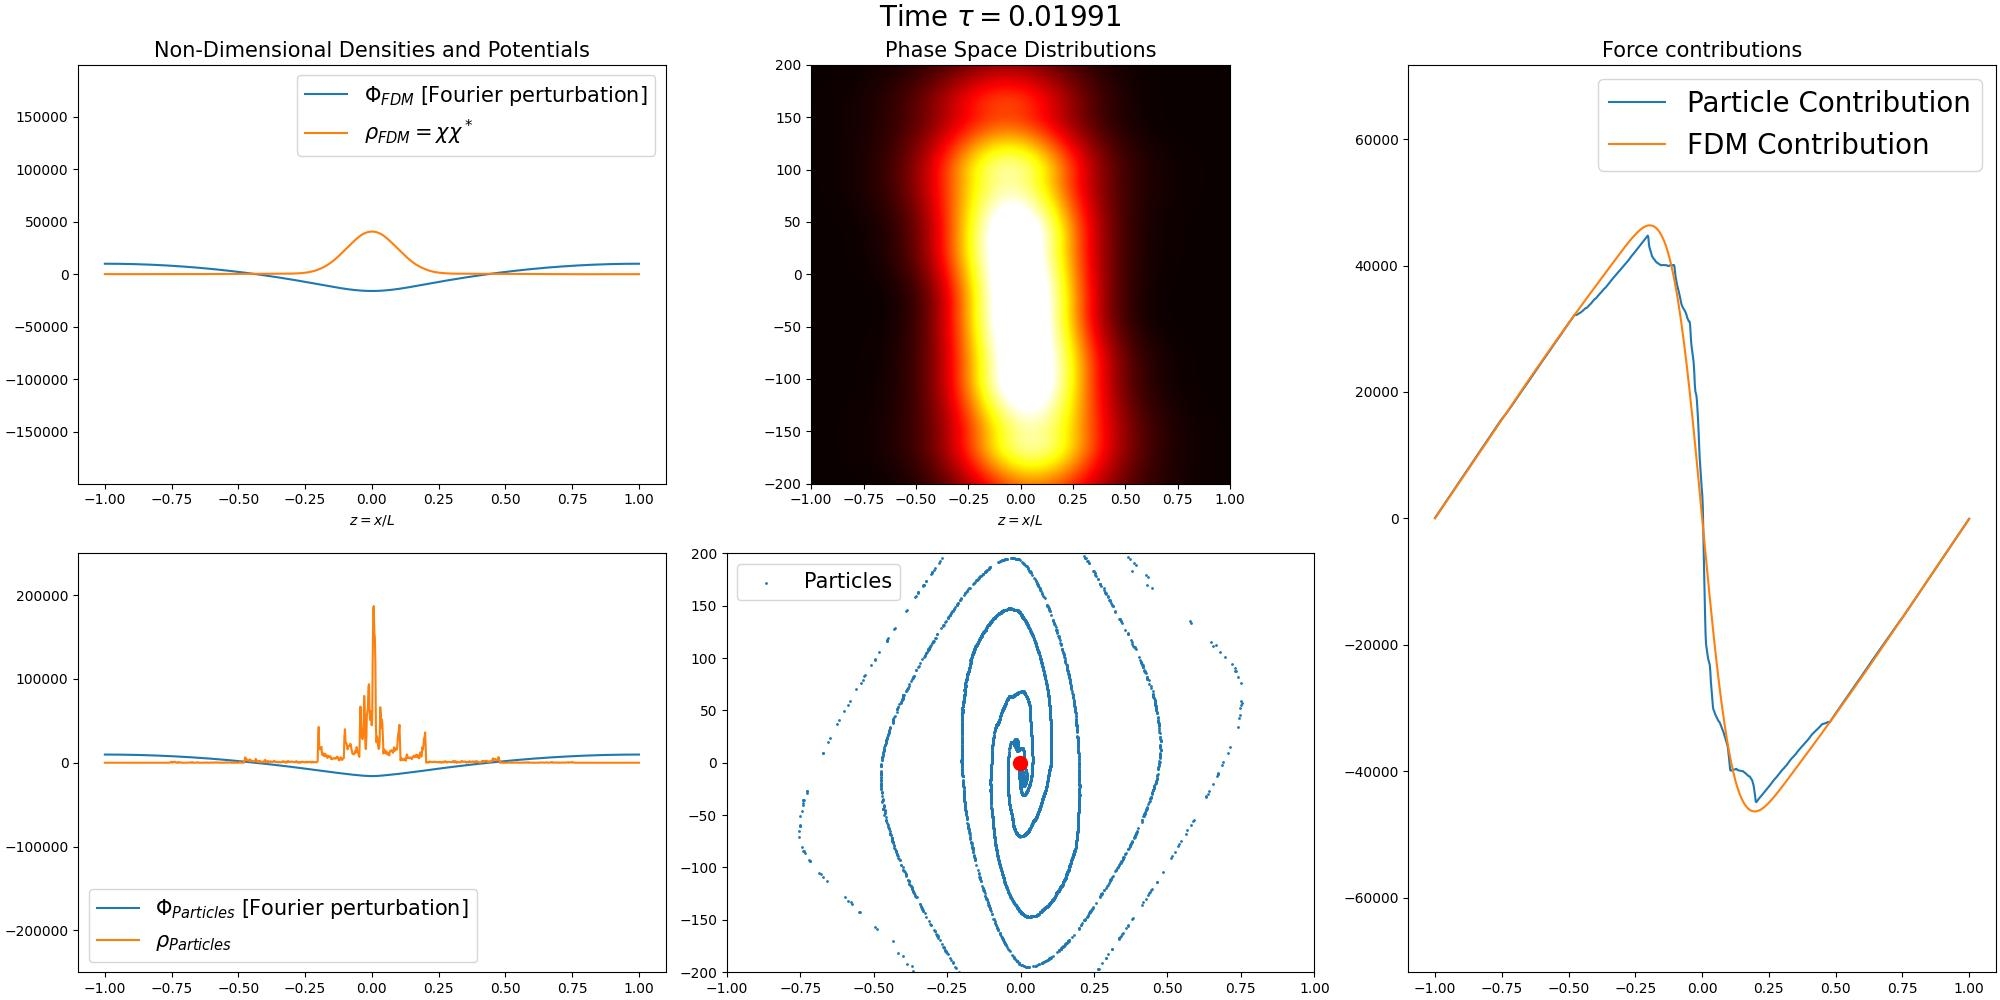 Time τ = 0.01991
Non-Dimensional Densities and Potentials
Φ_FDM [Fourier perturbation]
ρ_FDM = χχ*
150000
100000
50000
0
−50000
−100000
−150000
−1.00 −0.75 −0.50 −0.25 0.00 0.25 0.50 0.75 1.00
z = x/L
Phase Space Distributions
200
150
100
50
0
−50
−100
−150
−200
−1.00 −0.75 −0.50 −0.25 0.00 0.25 0.50 0.75 1.00
z = x/L
Force contributions
Particle Contribution
FDM Contribution
60000
40000
20000
0
−20000
−40000
−60000
−1.00 −0.75 −0.50 −0.25 0.00 0.25 0.50 0.75 1.00
200000
100000
0
−100000
−200000
Φ_Particles [Fourier perturbation]
ρ_Particles
−1.00 −0.75 −0.50 −0.25 0.00 0.25 0.50 0.75 1.00
Particles
200
150
100
50
0
−50
−100
−150
−200
−1.00 −0.75 −0.50 −0.25 0.00 0.25 0.50 0.75 1.00